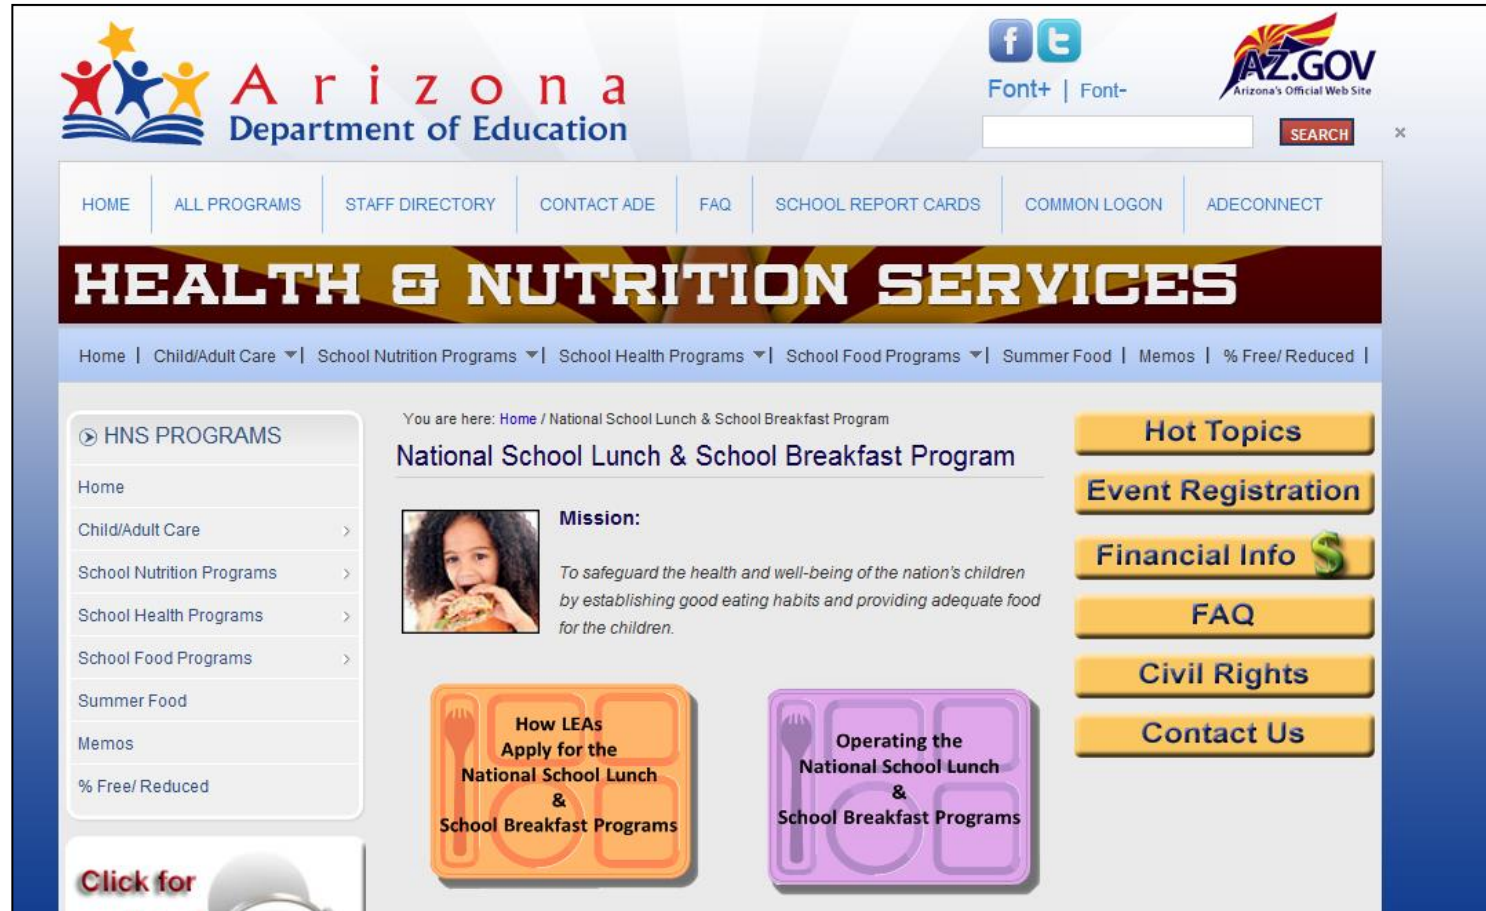 Arizona
Department of Education
f t
Font+ | Font-
AZ.GOV
Arizona's Official Web Site
SEARCH ×
HOME ALL PROGRAMS STAFF DIRECTORY CONTACT ADE FAQ SCHOOL REPORT CARDS COMMON LOGON ADECONNECT
HEALTH & NUTRITION SERVICES
Home | Child/Adult Care | School Nutrition Programs | School Health Programs | School Food Programs | Summer Food | Memos | % Free/ Reduced |
HNS PROGRAMS
Home
Child/Adult Care
School Nutrition Programs
School Health Programs
School Food Programs
Summer Food
Memos
% Free/ Reduced
Click for
You are here: Home / National School Lunch & School Breakfast Program
National School Lunch & School Breakfast Program
Mission:
To safeguard the health and well-being of the nation's children
by establishing good eating habits and providing adequate food
for the children.
How LEAs
Apply for the
National School Lunch
&
School Breakfast Programs
Operating the
National School Lunch
&
School Breakfast Programs
Hot Topics
Event Registration
Financial Info $
FAQ
Civil Rights
Contact Us